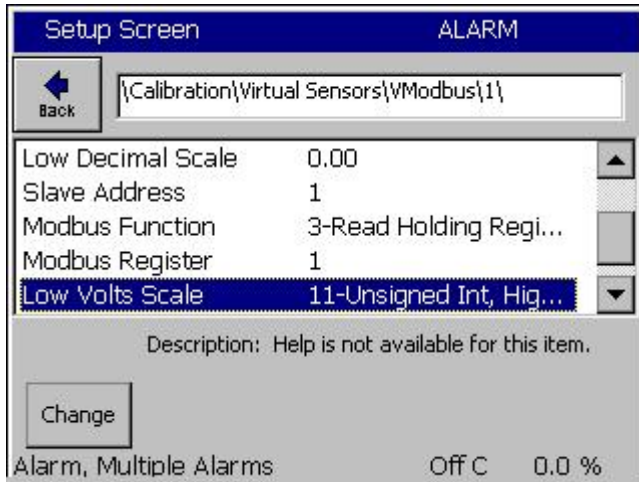 Setup Screen ALARM
Back
\Calibration\Virtual Sensors\VModbus\1\
Low Decimal Scale 0.00
Slave Address 1
Modbus Function 3-Read Holding Regi...
Modbus Register 1
Low Volts Scale 11-Unsigned Int, Hig...
Description: Help is not available for this item.
Change
Alarm, Multiple Alarms Off C 0.0 %